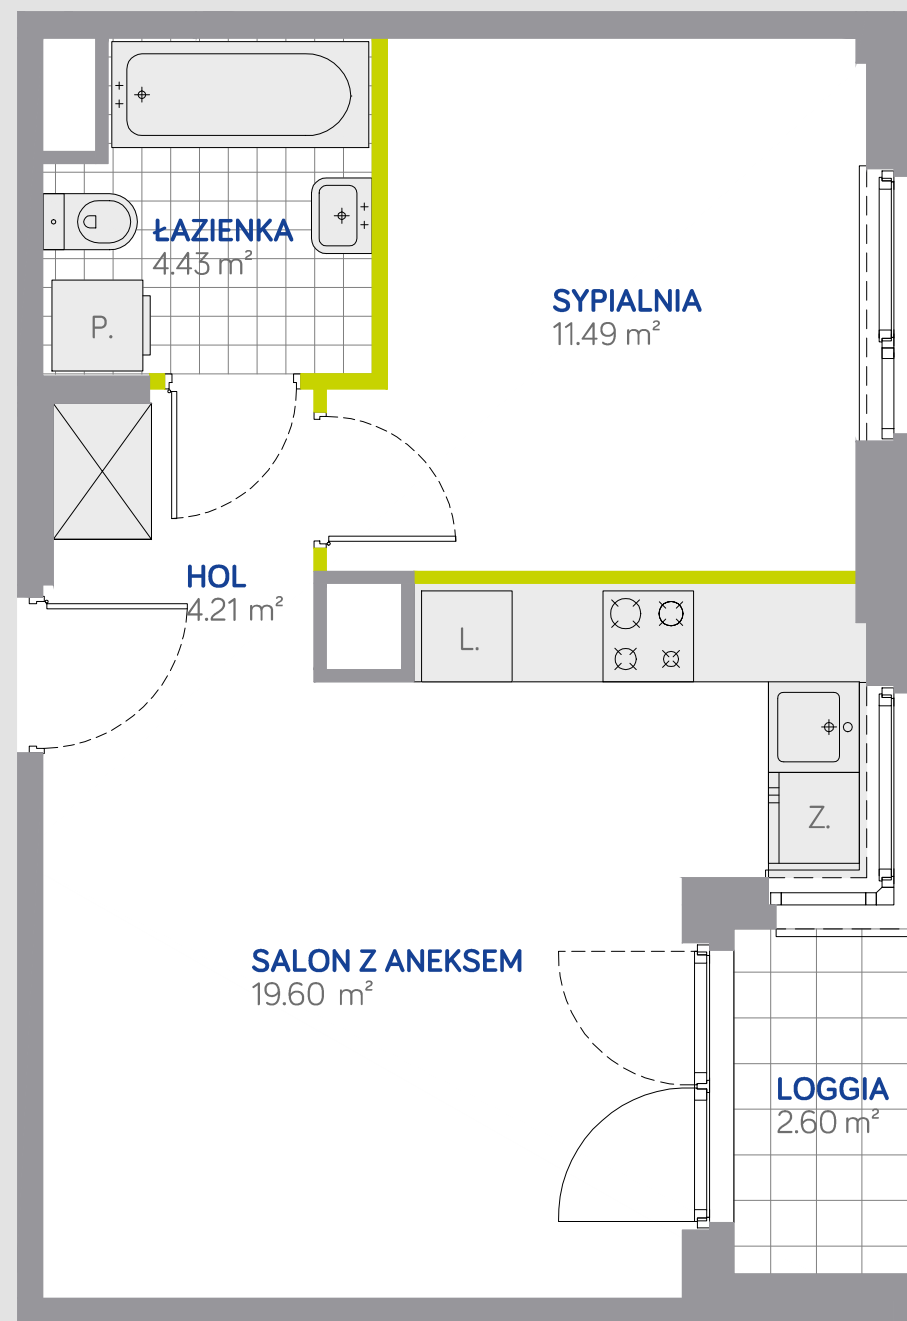 ŁAZIENKA
4.43 m²
P.
SYPIALNIA
11.49 m²
HOL
4.21 m²
L.
Z.
SALON Z ANEKSEM
19.60 m²
LOGGIA
2.60 m²